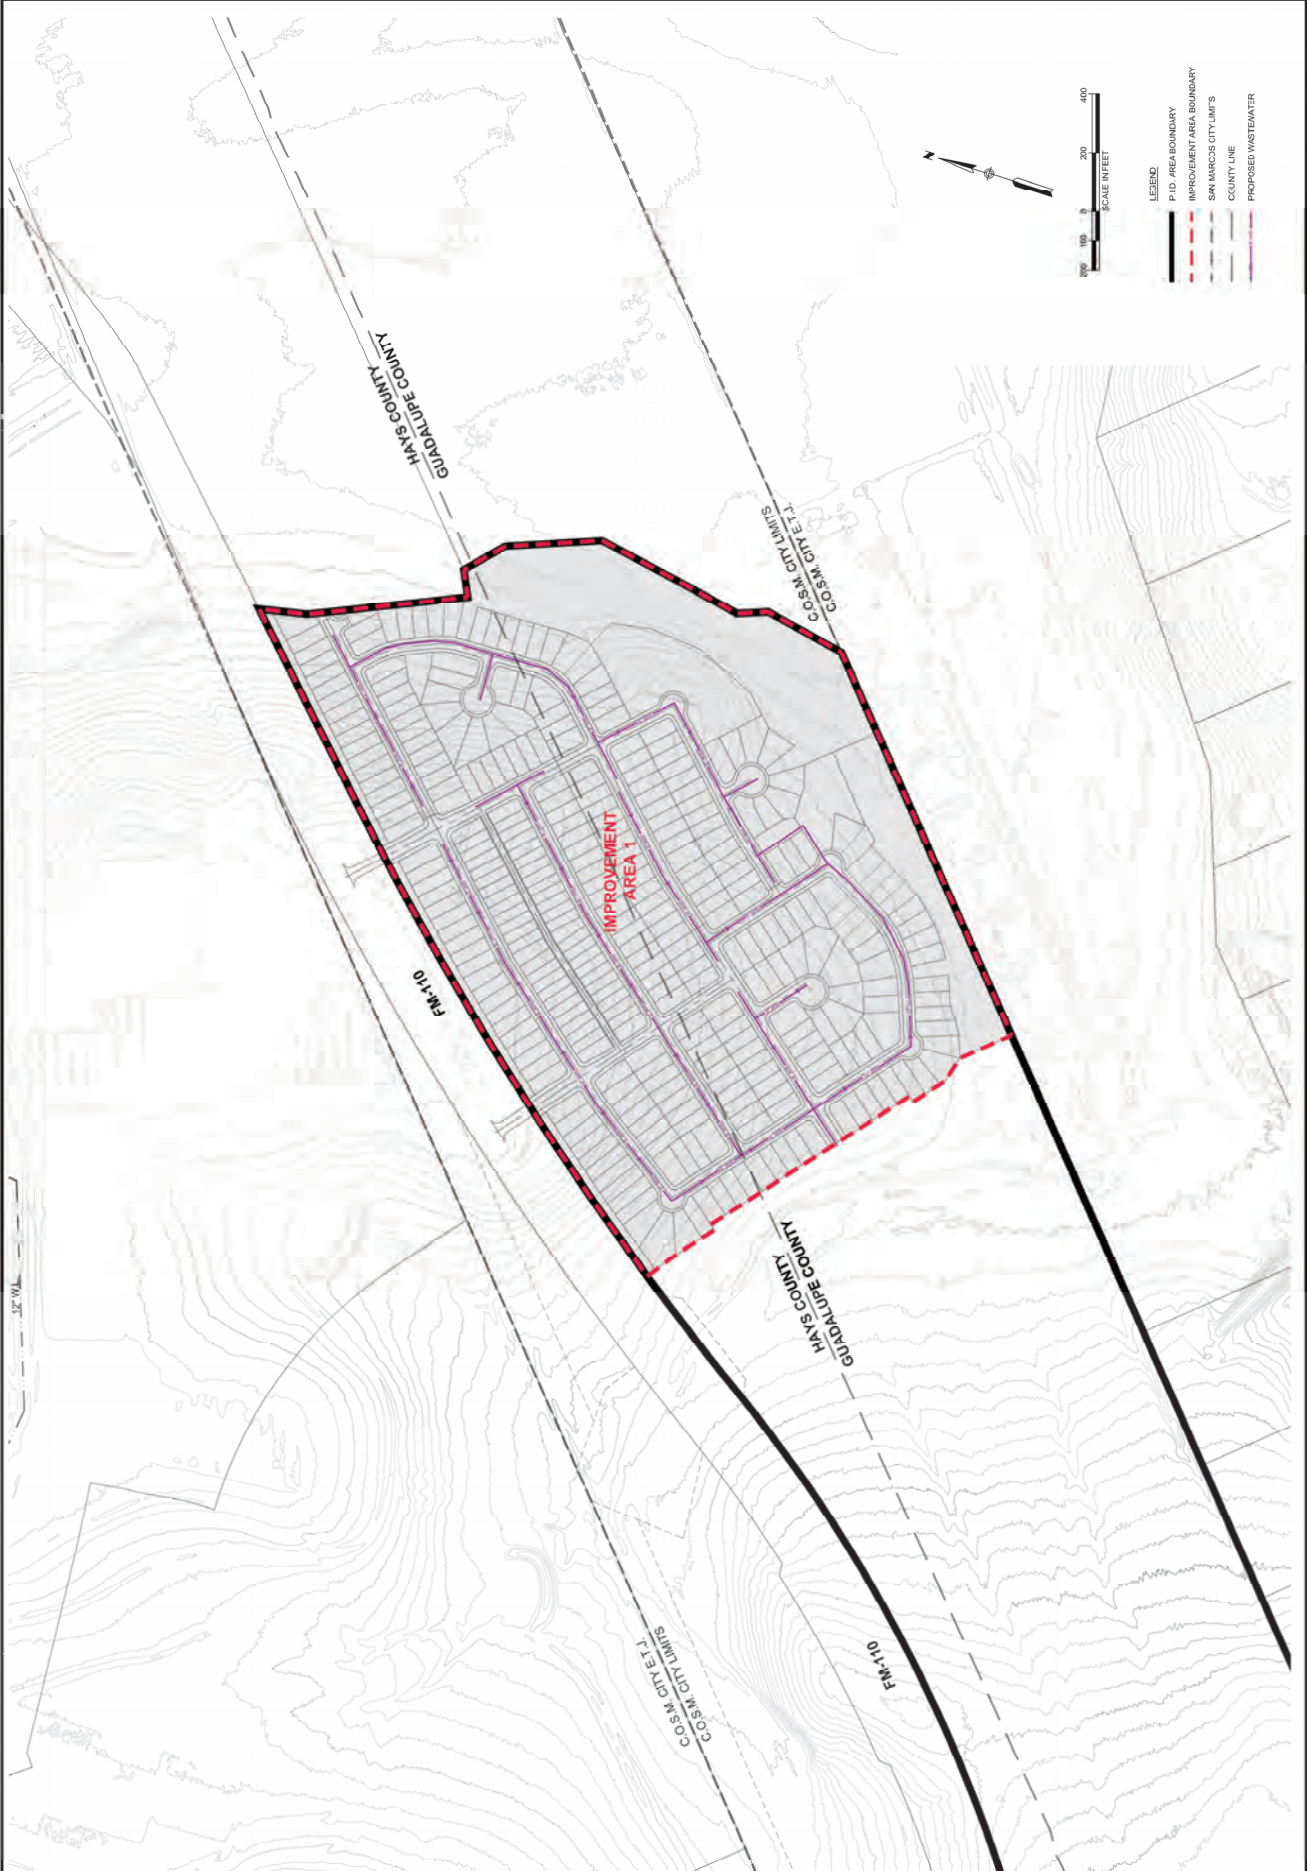 HAYS COUNTY
GUADALUPE COUNTY
C.O.S.M. CITY LIMITS
C.O.S.M. CITY E.T.J.
IMPROVEMENT
AREA 1
FM-110
HAYS COUNTY
GUADALUPE COUNTY
12" WL
C.O.S.M. CITY E.T.J.
C.O.S.M. CITY LIMITS
FM-110
N
200 100 0 200 400
SCALE IN FEET
LEGEND
P.I.D. AREA BOUNDARY
IMPROVEMENT AREA BOUNDARY
SAN MARCOS CITY LIMITS
COUNTY LINE
PROPOSED WASTEWATER